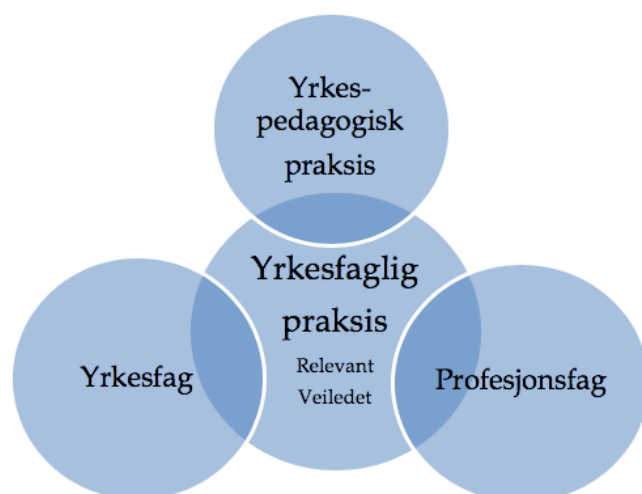 Yrkes-
pedagogisk
praksis
Yrkesfaglig
praksis
Relevant
Veiledet
Yrkesfag
Profesjonsfag